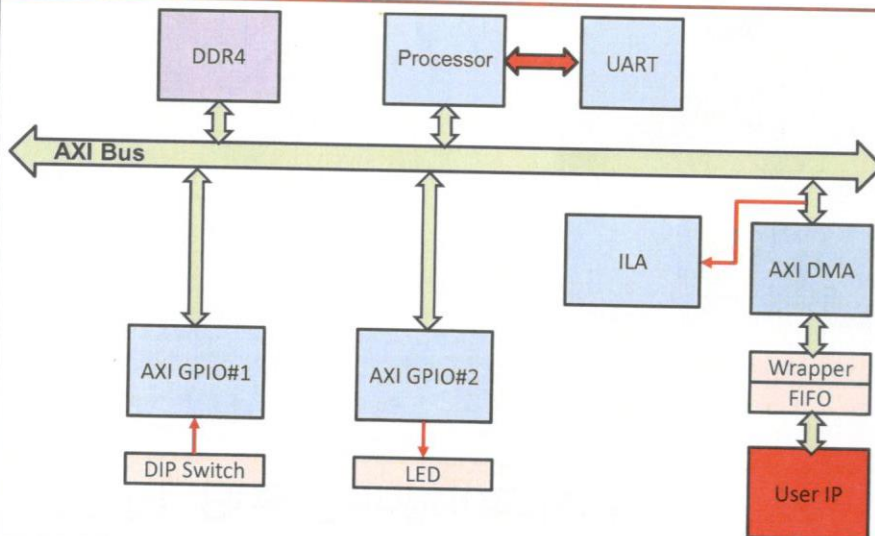 DDR4
Processor
UART
AXI Bus
ILA
AXI DMA
AXI GPIO#1
AXI GPIO#2
Wrapper
FIFO
DIP Switch
LED
User IP